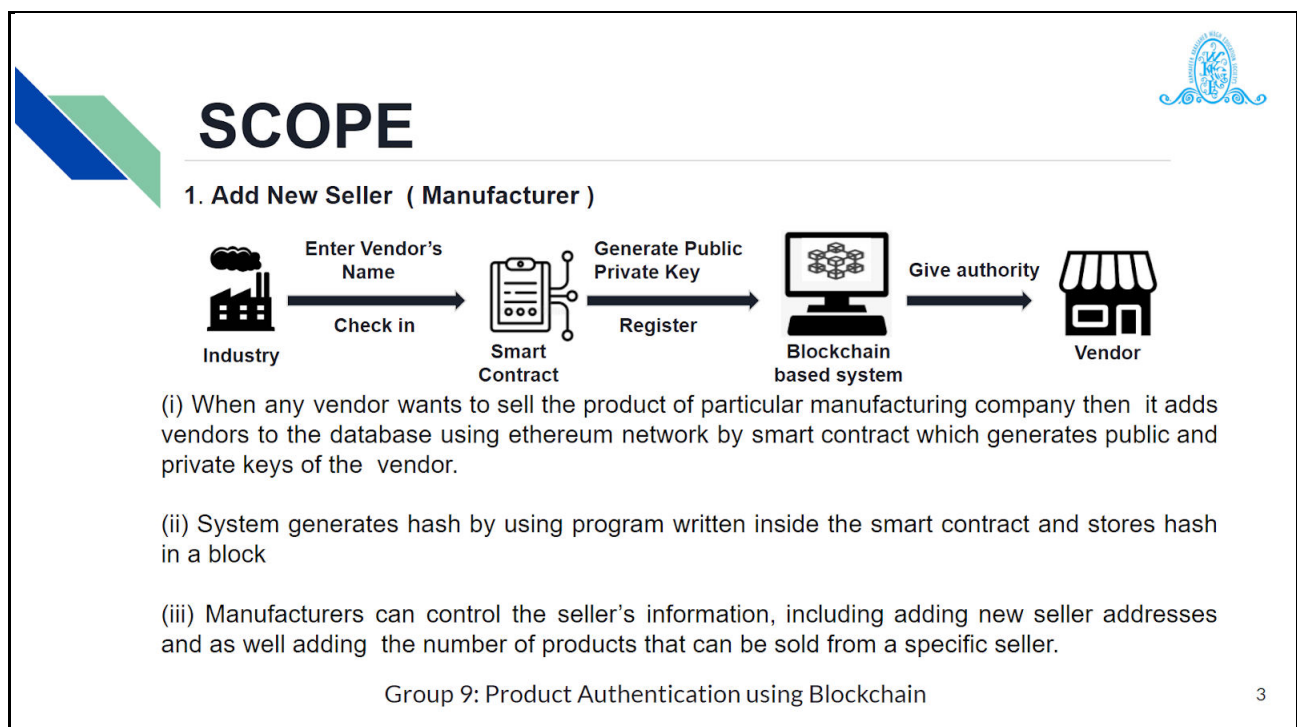 SCOPE
1. Add New Seller ( Manufacturer )
Enter Vendor's
Name
Check in
Generate Public
Private Key
Register
Give authority
Industry
Smart
Contract
Blockchain
based system
Vendor
(i) When any vendor wants to sell the product of particular manufacturing company then it adds
vendors to the database using ethereum network by smart contract which generates public and
private keys of the vendor.
(ii) System generates hash by using program written inside the smart contract and stores hash
in a block
(iii) Manufacturers can control the seller's information, including adding new seller addresses
and as well adding the number of products that can be sold from a specific seller.
Group 9: Product Authentication using Blockchain
3